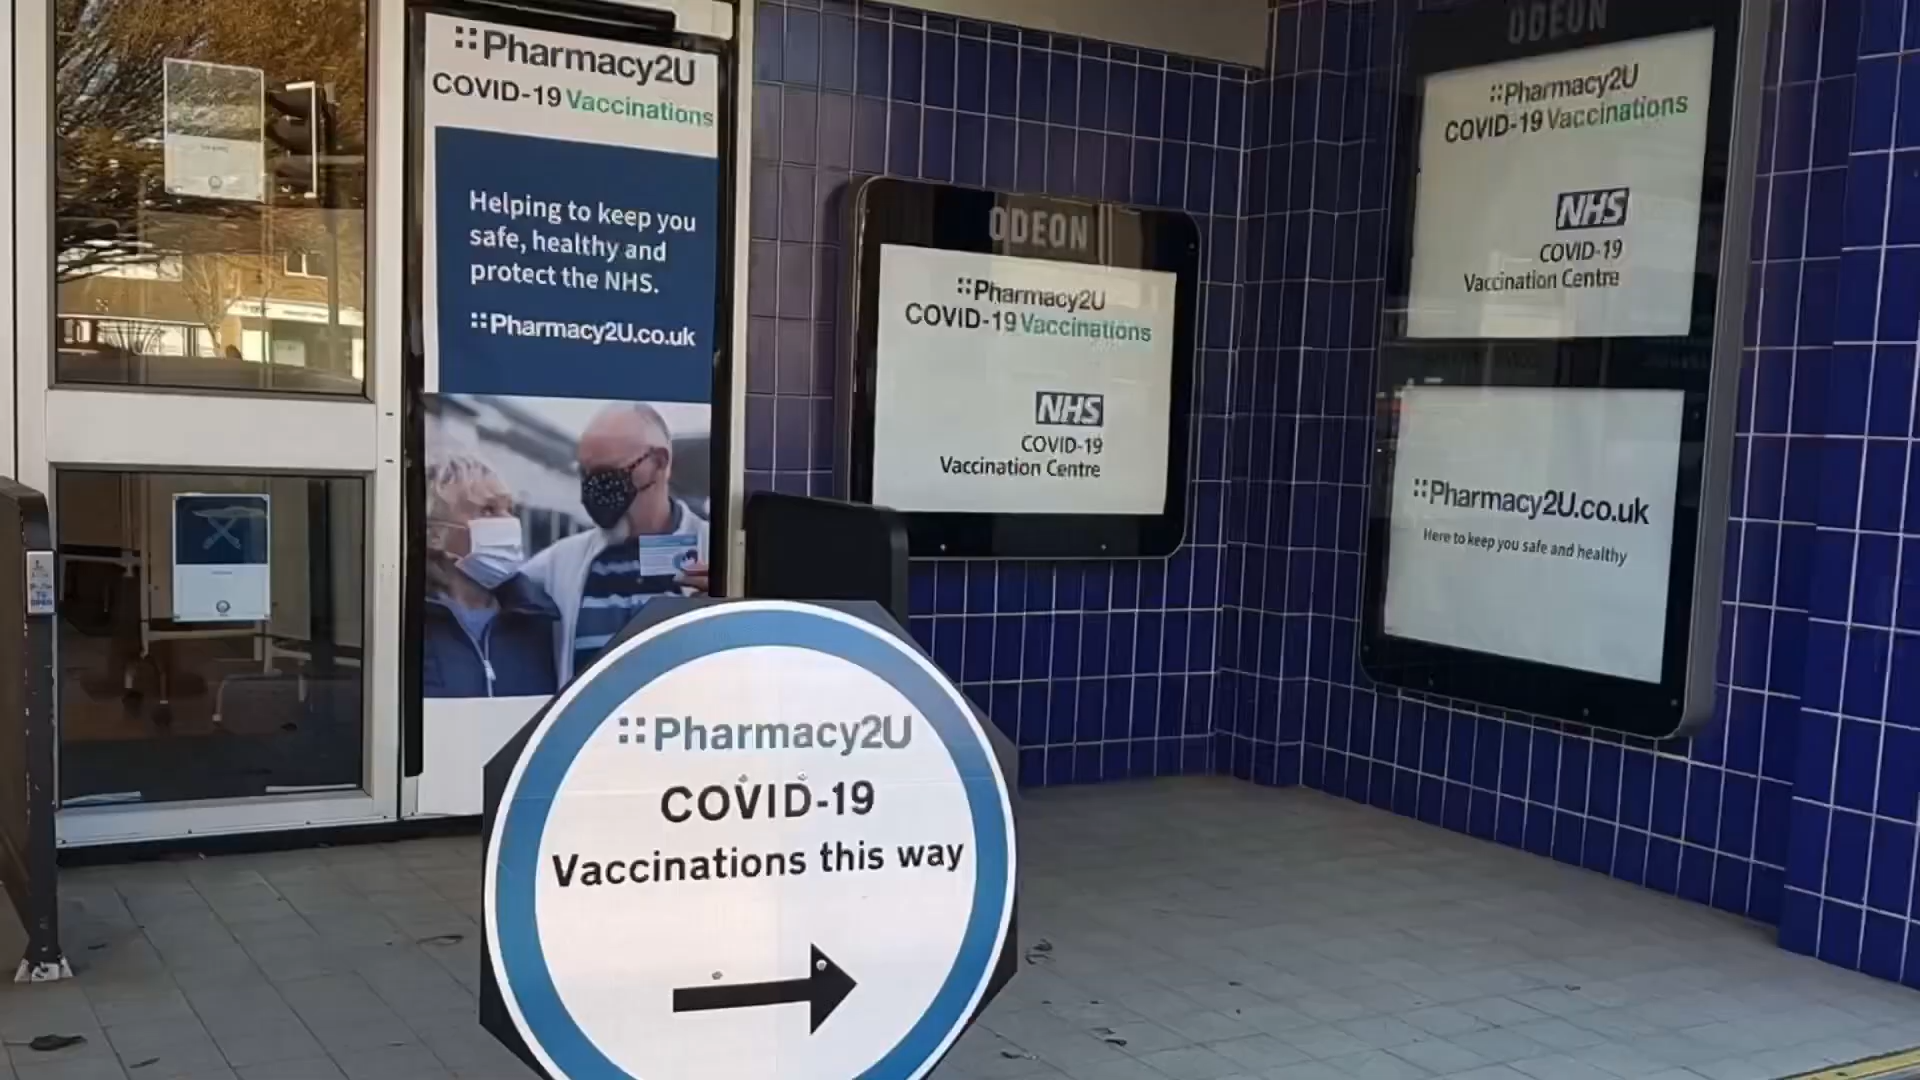 Pharmacy2U
COVID-19 Vaccinations
Helping to keep you
safe, healthy and
protect the NHS.
Pharmacy2U.co.uk
ODEON
Pharmacy2U
COVID-19 Vaccinations
NHS
COVID-19
Vaccination Centre
ODEON
Pharmacy2U
COVID-19 Vaccinations
NHS
COVID-19
Vaccination Centre
Pharmacy2U.co.uk
Here to keep you safe and healthy
Pharmacy2U
COVID-19
Vaccinations this way